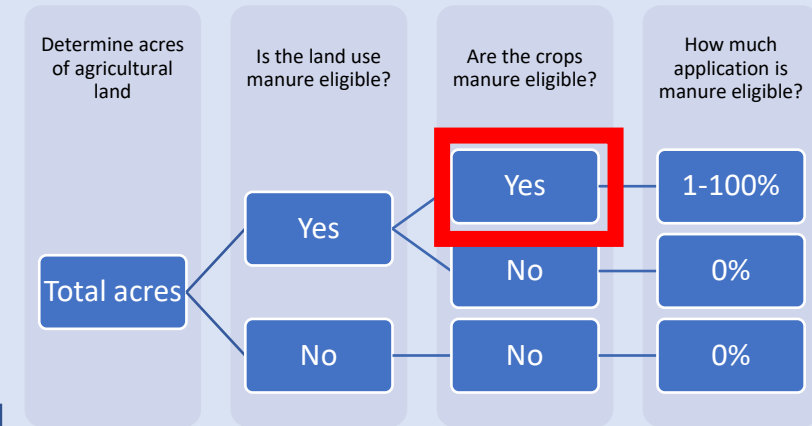 Determine acres
of agricultural
land
Is the land use
manure eligible?
Are the crops
manure eligible?
How much
application is
manure eligible?
Total acres
Yes
No
Yes
No
No
1-100%
0%
0%